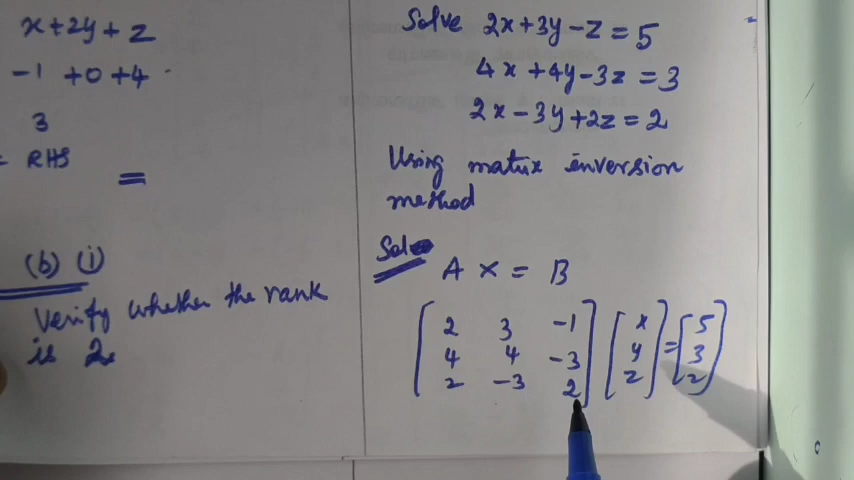 x+2y+z
-1 +0 +4
3
= RHS
=
(b) (i)
Verify whether the rank
is 2.
Solve 2x+3y-z=5
4x+4y-3z=3
2x-3y+2z=2
Using matrix inversion
method
Sol
A X = B
[2 3 -1] [x] = [5]
[4 4 -3] [y] [3]
[2 -3 2] [z] [2]